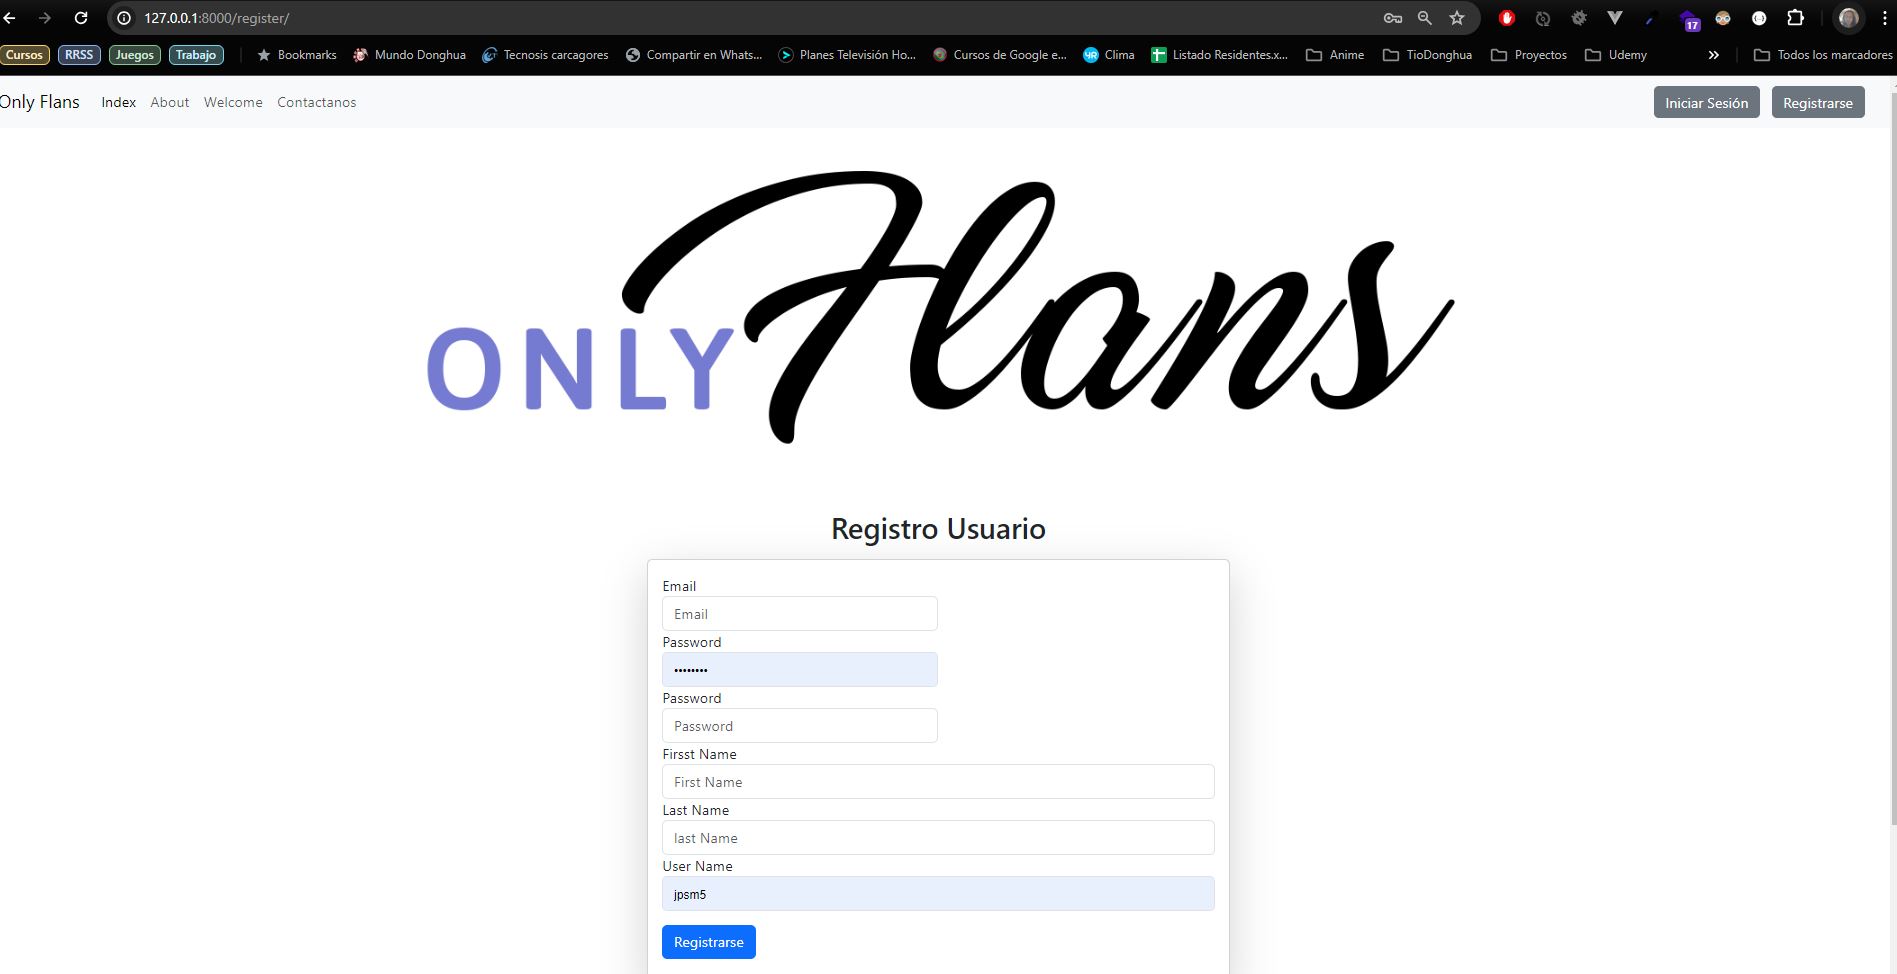 127.0.0.1:8000/register/
Cursos RRSS Juegos Trabajo Bookmarks Mundo Donghua Tecnosis carcagores Compartir en Whats... Planes Televisión Ho... Cursos de Google e... Clima Listado Residentes.x... Anime TioDonghua Proyectos Udemy » Todos los marcadores
17
Only Flans Index About Welcome Contactanos Iniciar Sesión Registrarse
ONLY Flans
Registro Usuario
Email
Email
Password
••••••••
Password
Password
Firsst Name
First Name
Last Name
last Name
User Name
jpsm5
Registrarse